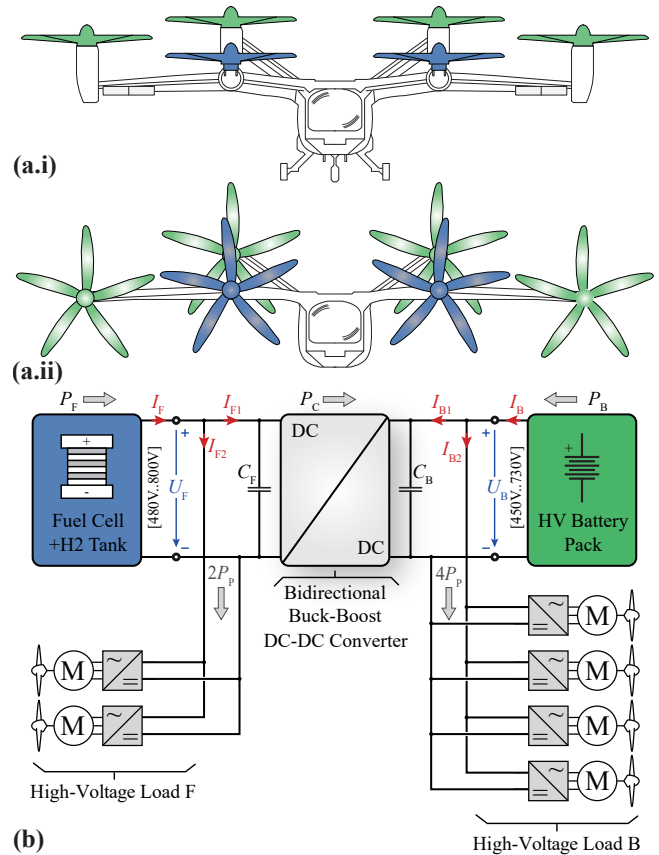 (a.i)
(a.ii)
P_F
I_F
I_F1
P_C
I_B1
I_B
P_B
+
-
Fuel Cell
+H2 Tank
[480V..800V]
+
U_F
−
I_F2
C_F
DC
DC
C_B
I_B2
+
U_B
−
[450V..730V]
+
HV Battery
Pack
2P_P
Bidirectional
Buck-Boost
DC-DC Converter
4P_P
M
M
M
M
M
M
High-Voltage Load F
High-Voltage Load B
(b)